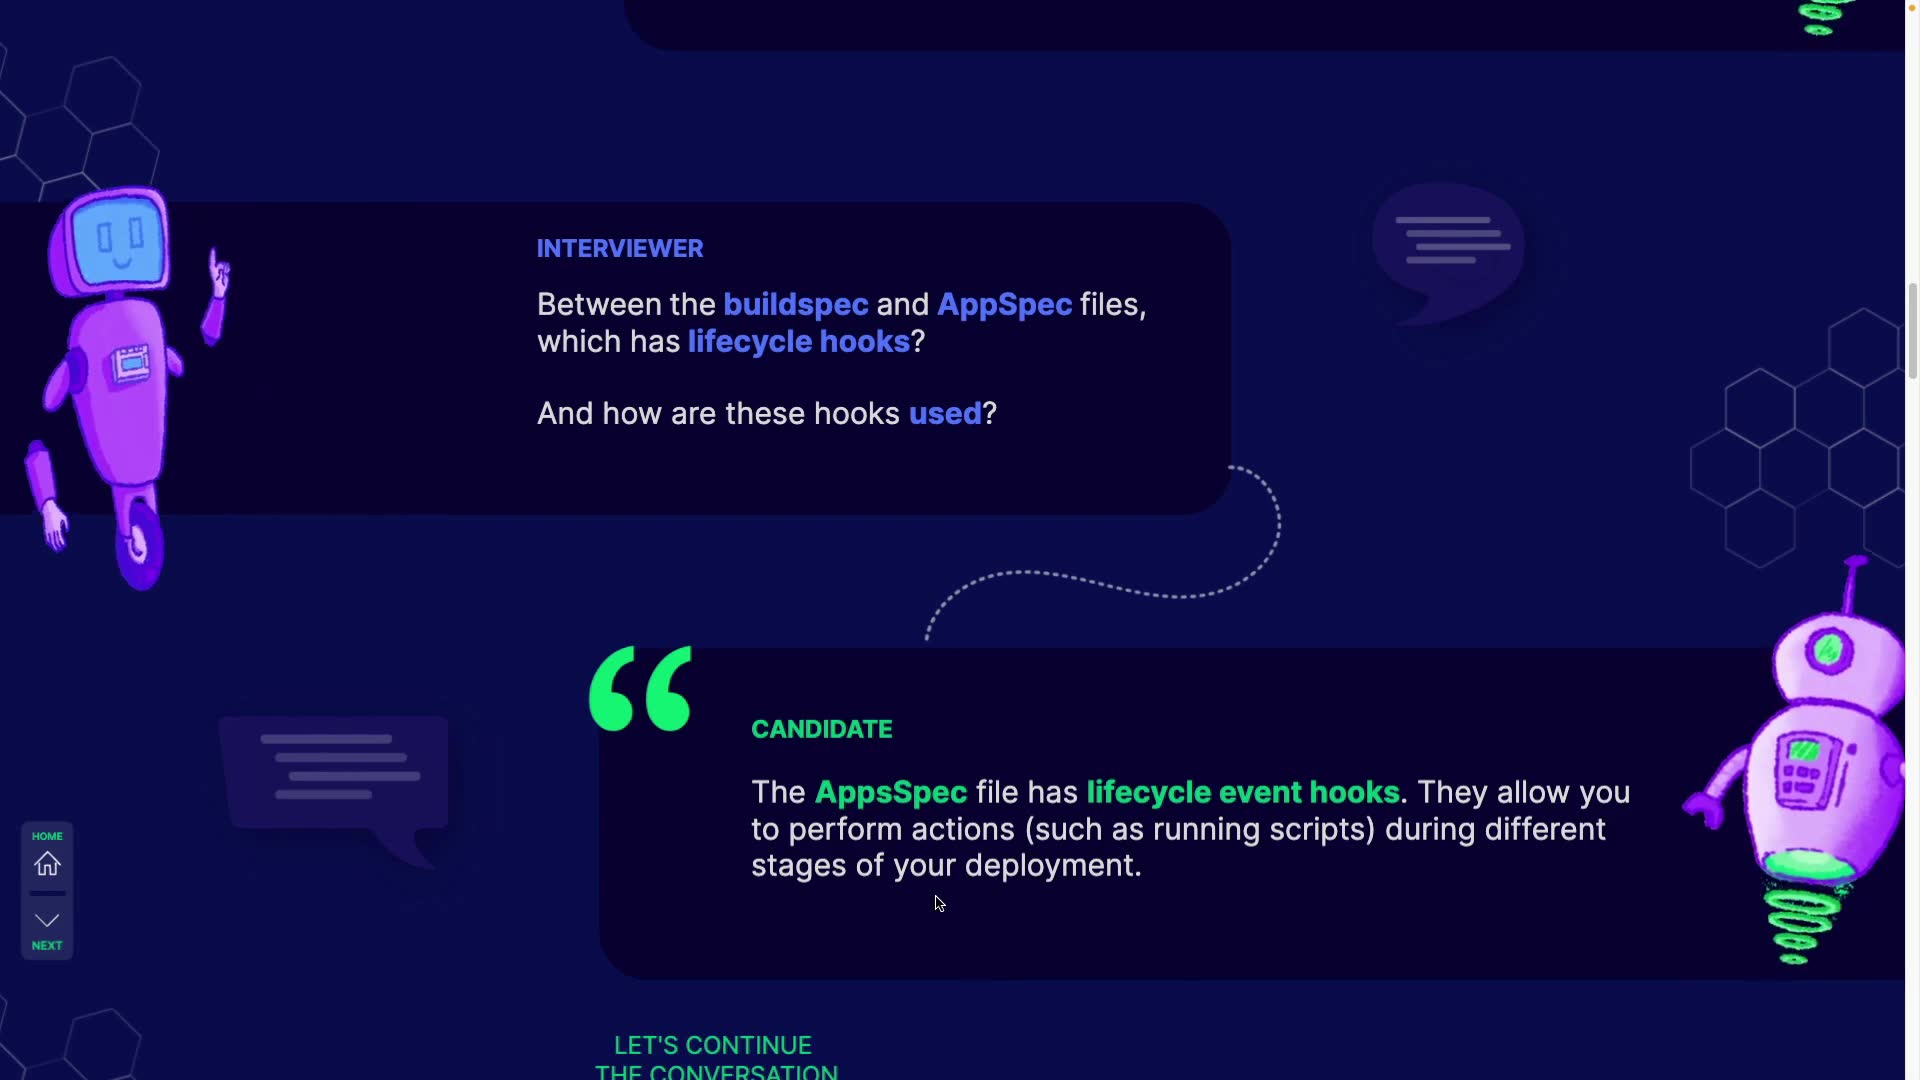 INTERVIEWER
Between the buildspec and AppSpec files,
which has lifecycle hooks?
And how are these hooks used?
CANDIDATE
The AppsSpec file has lifecycle event hooks. They allow you
to perform actions (such as running scripts) during different
stages of your deployment.
HOME
NEXT
LET'S CONTINUE
THE CONVERSATION